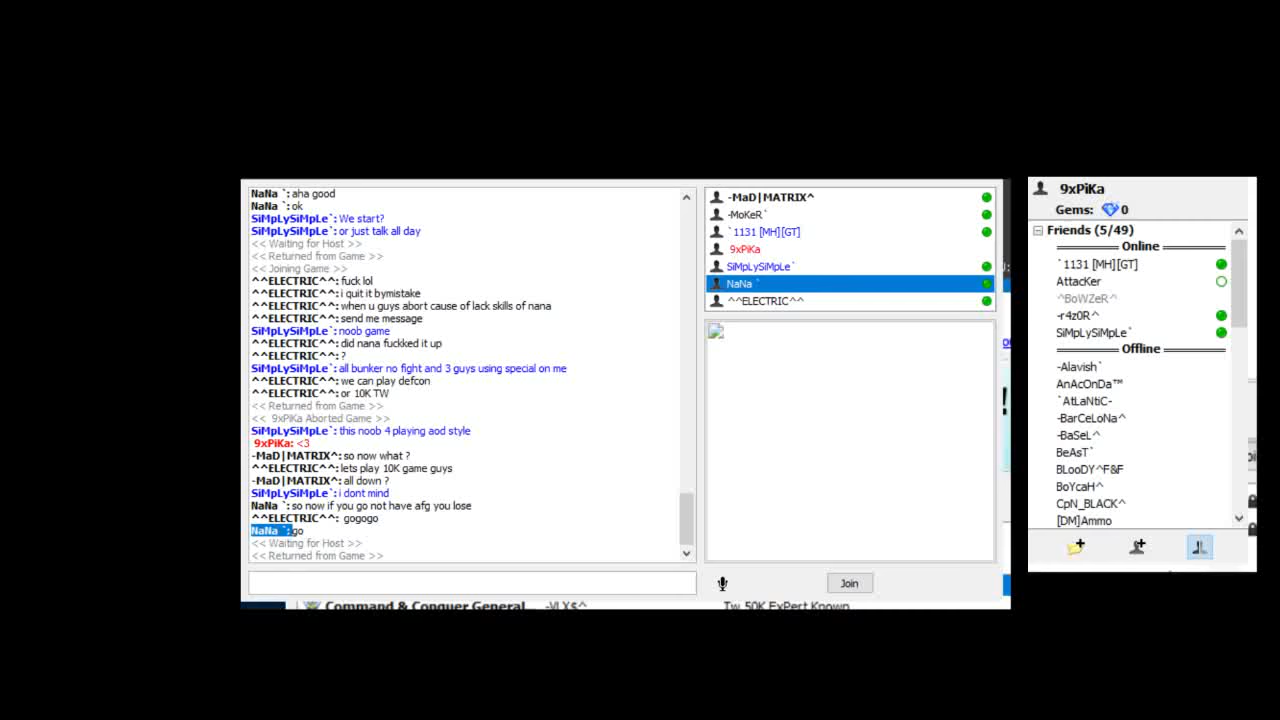 NaNa `: aha good
NaNa `: ok
SiMpLySiMpLe`: We start?
SiMpLySiMpLe`: or just talk all day
<< Waiting for Host >>
<< Returned from Game >>
<< Joining Game >>
^^ELECTRIC^^: fuck lol
^^ELECTRIC^^: i quit it bymistake
^^ELECTRIC^^: when u guys abort cause of lack skills of nana
^^ELECTRIC^^: send me message
SiMpLySiMpLe`: noob game
^^ELECTRIC^^: did nana fuckked it up
^^ELECTRIC^^: ?
SiMpLySiMpLe`: all bunker no fight and 3 guys using special on me
^^ELECTRIC^^: we can play defcon
^^ELECTRIC^^: or 10K TW
<< Returned from Game >>
<< 9xPiKa Aborted Game >>
SiMpLySiMpLe`: this noob 4 playing aod style
9xPiKa: <3
-MaD|MATRIX^: so now what ?
^^ELECTRIC^^: lets play 10K game guys
-MaD|MATRIX^: all down ?
SiMpLySiMpLe`: i dont mind
NaNa `: so now if you go not have afg you lose
^^ELECTRIC^^: gogogo
NaNa `: go
<< Waiting for Host >>
<< Returned from Game >>
-MaD|MATRIX^
-MoKeR`
`1131 [MH][GT]
9xPiKa
SiMpLySiMpLe`
NaNa `
^^ELECTRIC^^
Join
Command & Conquer General... -VLX$^ Tw 50K ExPert Known
9xPiKa
Gems: 0
Friends (5/49)
Online
`1131 [MH][GT]
AttacKer
^BoWZeR^
-r4z0R^
SiMpLySiMpLe`
Offline
-Alavish`
AnAcOnDa™
`AtLaNtiC-
-BarCeLoNa^
-BaSeL^
BeAsT`
BLooDY^F&F
BoYcaH^
CpN_BLACK^
[DM]Ammo